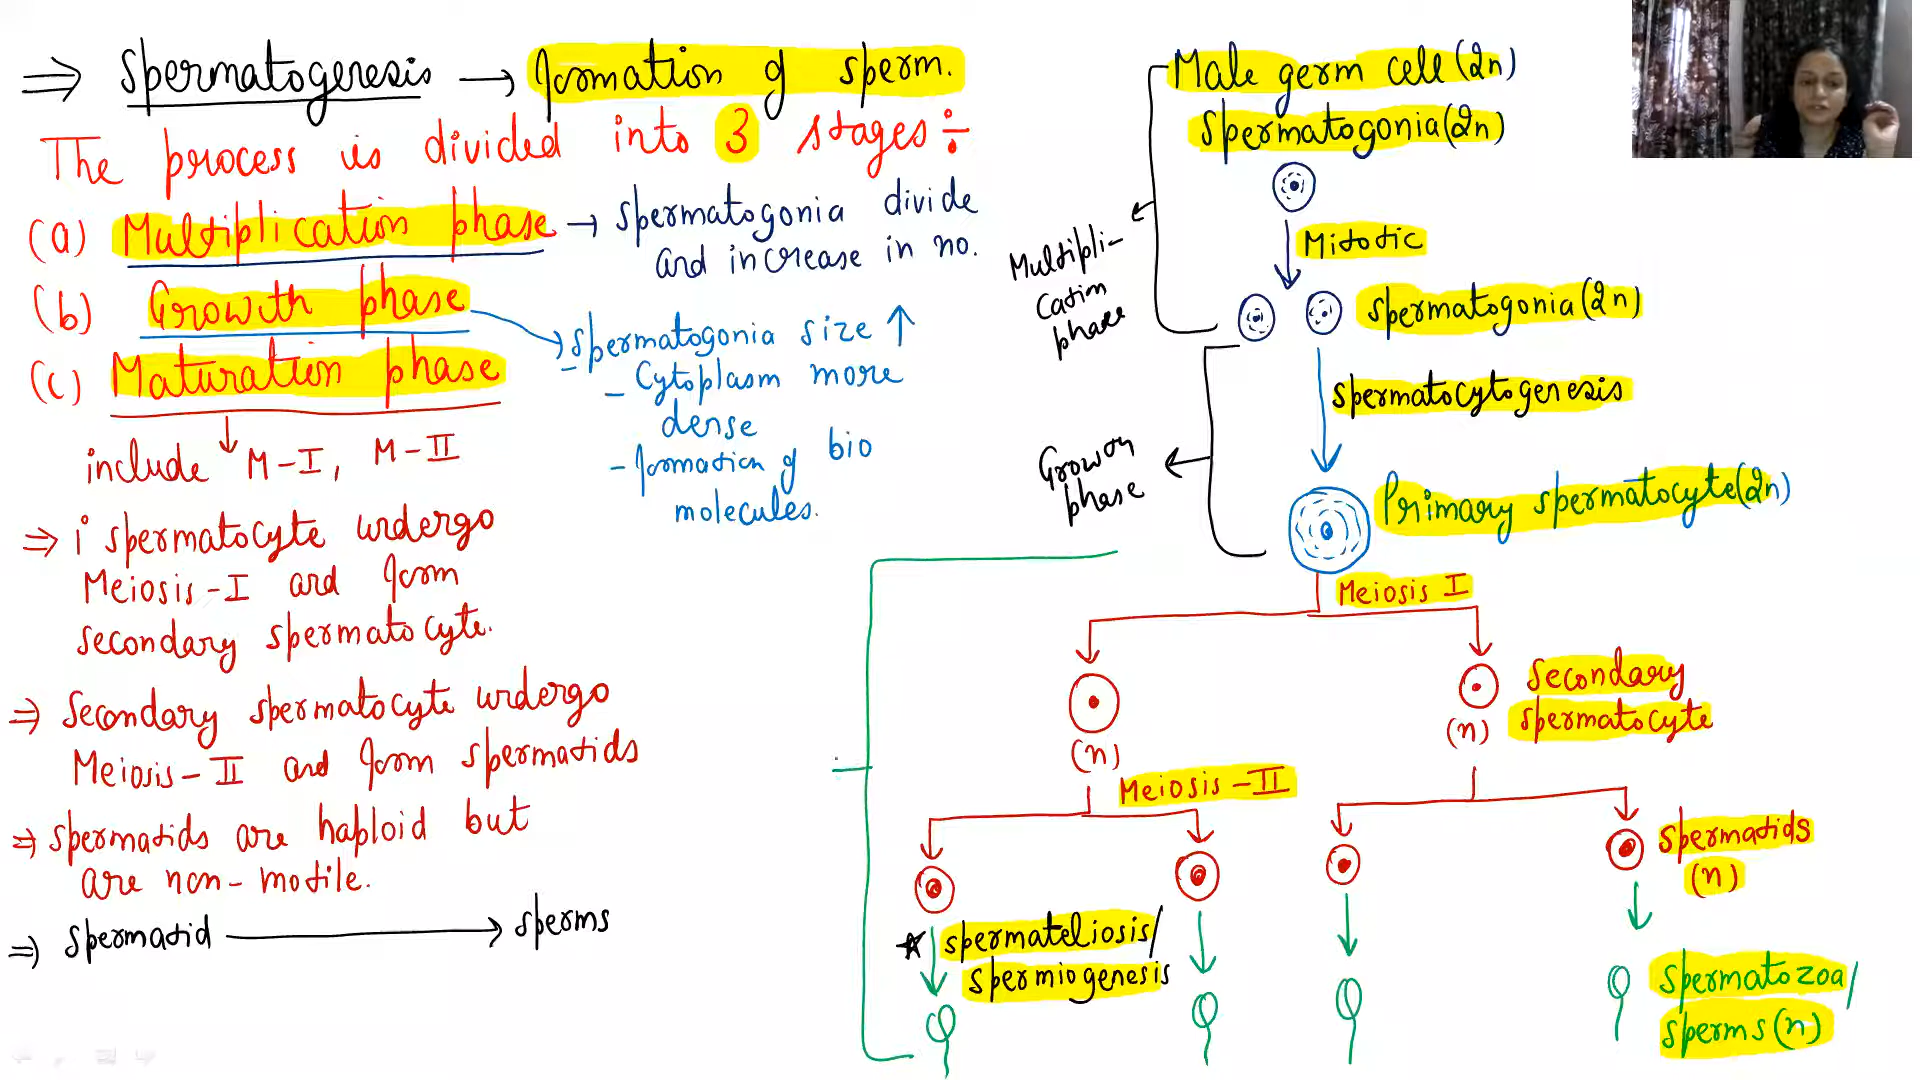 ⇒ Spermatogenesis → formation of sperm.
The process is divided into 3 stages÷
(a) Multiplication phase → spermatogonia divide
and increase in no.
(b) Growth phase → spermatogonia size ↑
- Cytoplasm more
dense
- formation of bio
molecules.
(c) Maturation phase
include M-I, M-II
⇒ i spermatocyte undergo
Meiosis-I and form
secondary spermatocyte.
⇒ Secondary spermatocyte undergo
Meiosis-II and form spermatids
⇒ Spermatids are haploid but
are non-motile.
⇒ Spermatid → sperms
Male germ cell (2n)
Spermatogonia (2n)
Mitotic
Multipli-
cation
phase
spermatogonia (2n)
spermatocytogenesis
Growth
phase
Primary spermatocyte (2n)
Meiosis I
Secondary
spermatocyte
(n)
(n)
Meiosis-II
Spermatids
(n)
★ spermateliosis/
spermiogenesis
Spermatozoa/
sperms (n)